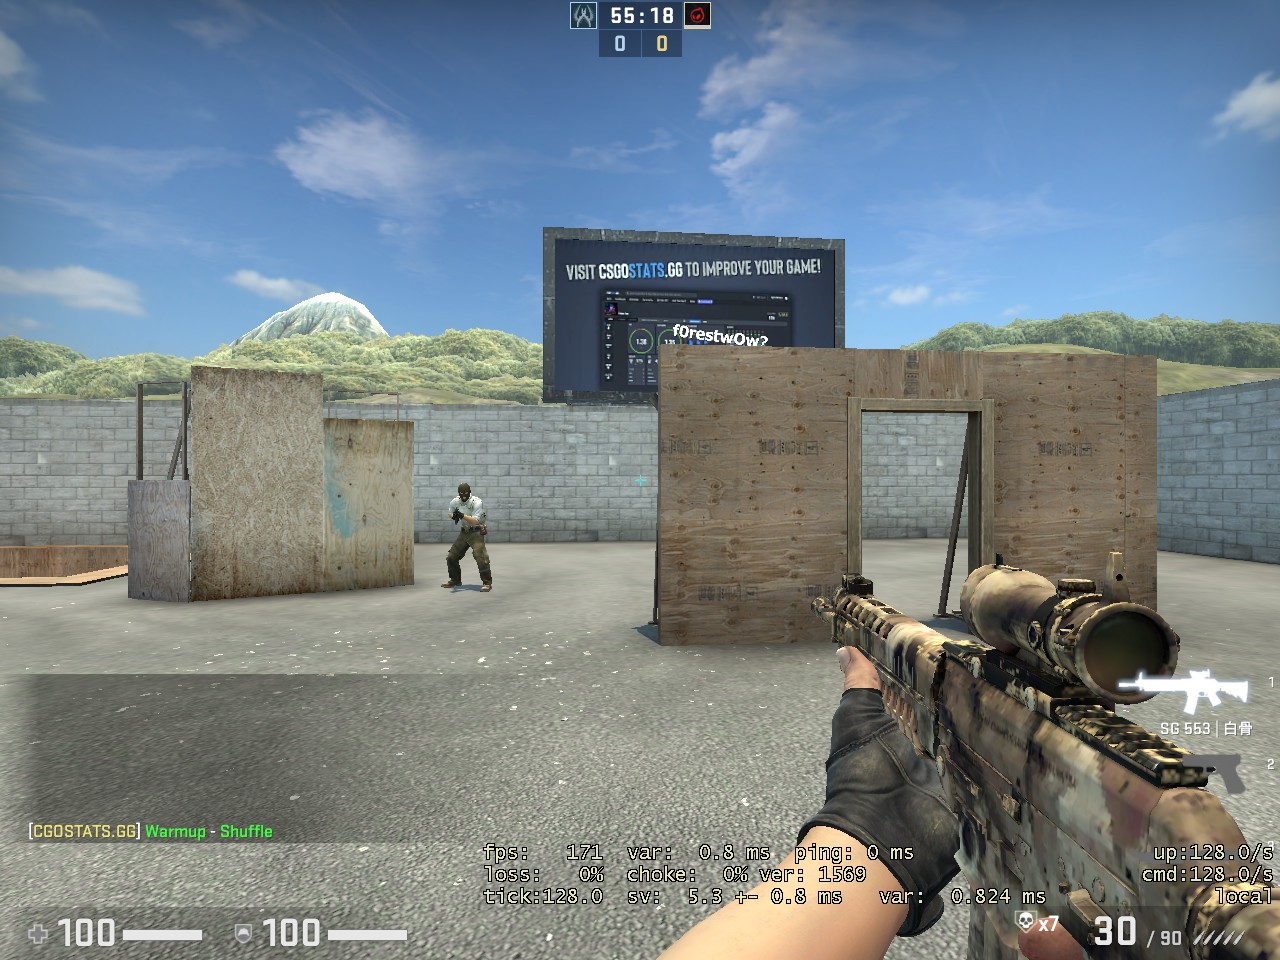 55:18
0 0
VISIT CSGOSTATS.GG TO IMPROVE YOUR GAME!
f0restwOw?
1
SG 553 | 白骨
2
[CGOSTATS.GG] Warmup - Shuffle
fps: 171 var: 0.8 ms ping: 0 ms up:128.0/s
loss: 0% choke: 0% ver: 1569 cmd:128.0/s
tick:128.0 sv: 5.3 +- 0.8 ms var: 0.824 ms local
100 100 x7 30 / 90